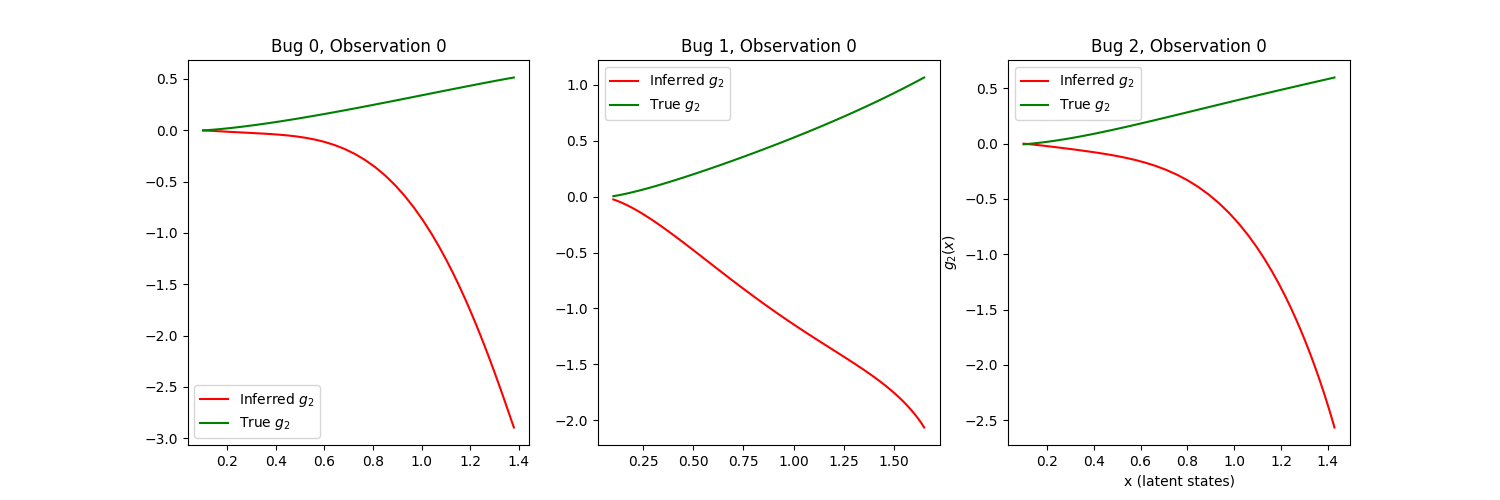 Bug 0, Observation 0
0.5
0.0
−0.5
−1.0
−1.5
−2.0
−2.5
−3.0
Inferred g₂
True g₂
0.2 0.4 0.6 0.8 1.0 1.2 1.4
Bug 1, Observation 0
Inferred g₂
True g₂
1.0
0.5
0.0
−0.5
−1.0
−1.5
−2.0
0.25 0.50 0.75 1.00 1.25 1.50
Bug 2, Observation 0
Inferred g₂
True g₂
g₂(x)
0.5
0.0
−0.5
−1.0
−1.5
−2.0
−2.5
0.2 0.4 0.6 0.8 1.0 1.2 1.4
x (latent states)